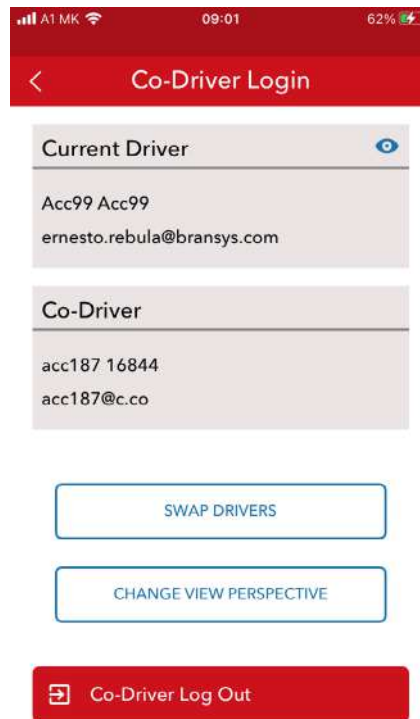 A1 MK 09:01 62%
Co-Driver Login
Current Driver
Acc99 Acc99
ernesto.rebula@bransys.com
Co-Driver
acc187 16844
acc187@c.co
SWAP DRIVERS
CHANGE VIEW PERSPECTIVE
Co-Driver Log Out